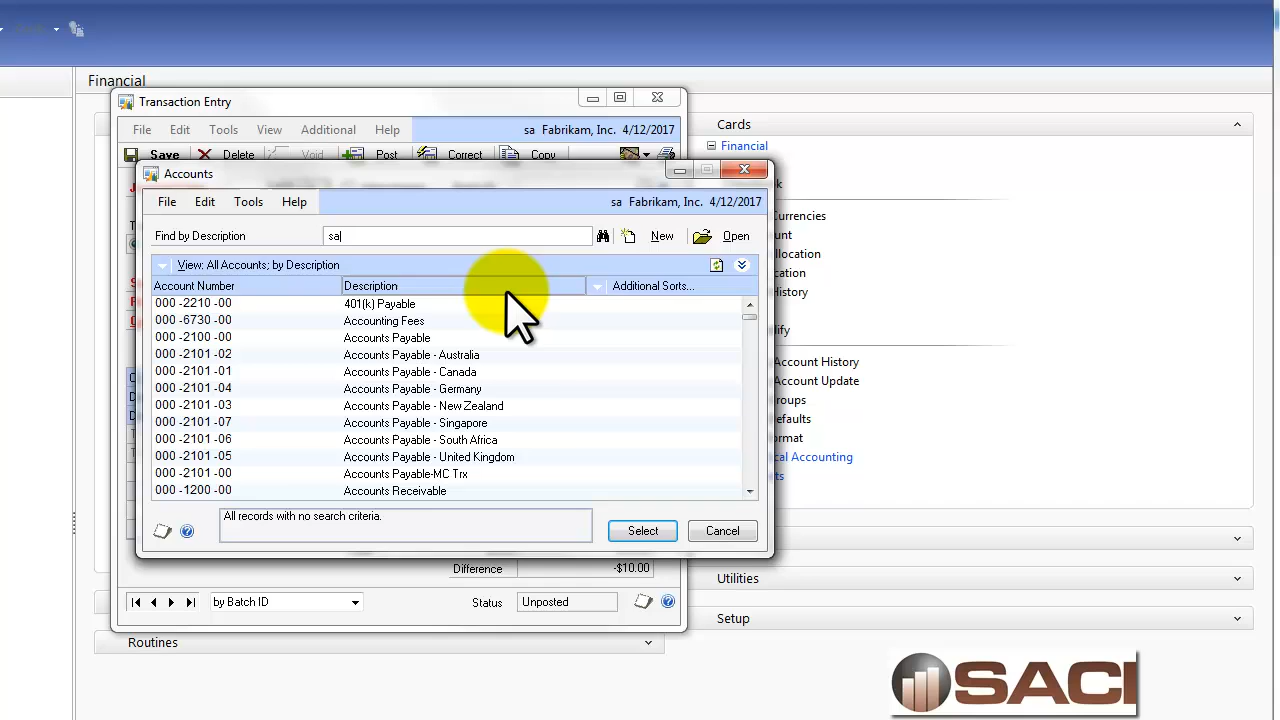 Financial
Transaction Entry
File Edit Tools View Additional Help sa Fabrikam, Inc. 4/12/2017
Save Delete Void Post Correct Copy
Accounts
File Edit Tools Help sa Fabrikam, Inc. 4/12/2017
Find by Description sa New Open
View: All Accounts; by Description
Account Number Description Additional Sorts...
000 -2210 -00 401(k) Payable
000 -6730 -00 Accounting Fees
000 -2100 -00 Accounts Payable
000 -2101 -02 Accounts Payable - Australia
000 -2101 -01 Accounts Payable - Canada
000 -2101 -04 Accounts Payable - Germany
000 -2101 -03 Accounts Payable - New Zealand
000 -2101 -07 Accounts Payable - Singapore
000 -2101 -06 Accounts Payable - South Africa
000 -2101 -05 Accounts Payable - United Kingdom
000 -2101 -00 Accounts Payable-MC Trx
000 -1200 -00 Accounts Receivable
All records with no search criteria.
Select Cancel
Difference -$10.00
by Batch ID Status Unposted
Routines
Cards
Financial
Currencies
Account History
Account Update
Utilities
Setup
SACI